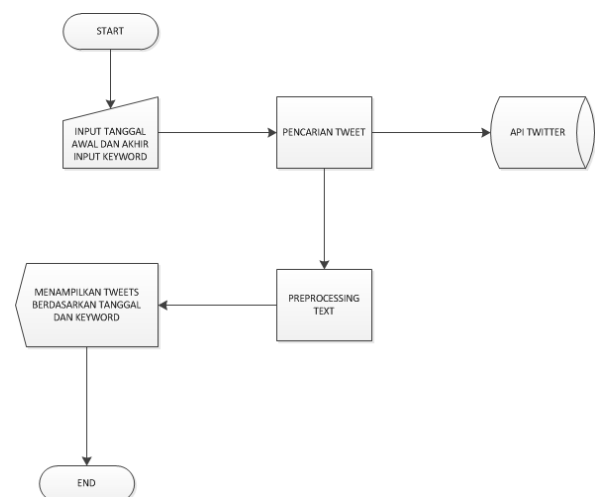 START
INPUT TANGGAL
AWAL DAN AKHIR
INPUT KEYWORD
PENCARIAN TWEET
API TWITTER
PREPROCESSING
TEXT
MENAMPILKAN TWEETS
BERDASARKAN TANGGAL
DAN KEYWORD
END